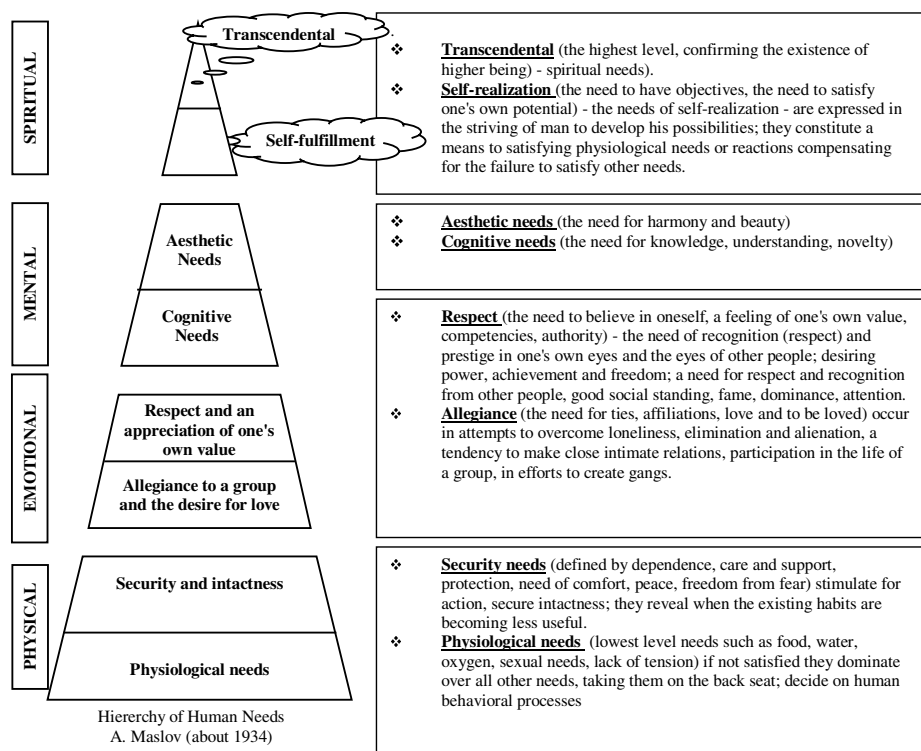 SPIRITUAL
Transcendental
Self-fulfillment
❖ Transcendental (the highest level, confirming the existence of
higher being) - spiritual needs).
❖ Self-realization (the need to have objectives, the need to satisfy
one's own potential) - the needs of self-realization - are expressed in
the striving of man to develop his possibilities; they constitute a
means to satisfying physiological needs or reactions compensating
for the failure to satisfy other needs.
MENTAL
Aesthetic
Needs
Cognitive
Needs
❖ Aesthetic needs (the need for harmony and beauty)
❖ Cognitive needs (the need for knowledge, understanding, novelty)
EMOTIONAL
Respect and an
appreciation of one's
own value
Allegiance to a group
and the desire for love
❖ Respect (the need to believe in oneself, a feeling of one's own value,
competencies, authority) - the need of recognition (respect) and
prestige in one's own eyes and the eyes of other people; desiring
power, achievement and freedom; a need for respect and recognition
from other people, good social standing, fame, dominance, attention.
❖ Allegiance (the need for ties, affiliations, love and to be loved) occur
in attempts to overcome loneliness, elimination and alienation, a
tendency to make close intimate relations, participation in the life of
a group, in efforts to create gangs.
PHYSICAL
Security and intactness
Physiological needs
❖ Security needs (defined by dependence, care and support,
protection, need of comfort, peace, freedom from fear) stimulate for
action, secure intactness; they reveal when the existing habits are
becoming less useful.
❖ Physiological needs (lowest level needs such as food, water,
oxygen, sexual needs, lack of tension) if not satisfied they dominate
over all other needs, taking them on the back seat; decide on human
behavioral processes
Hiererchy of Human Needs
A. Maslov (about 1934)